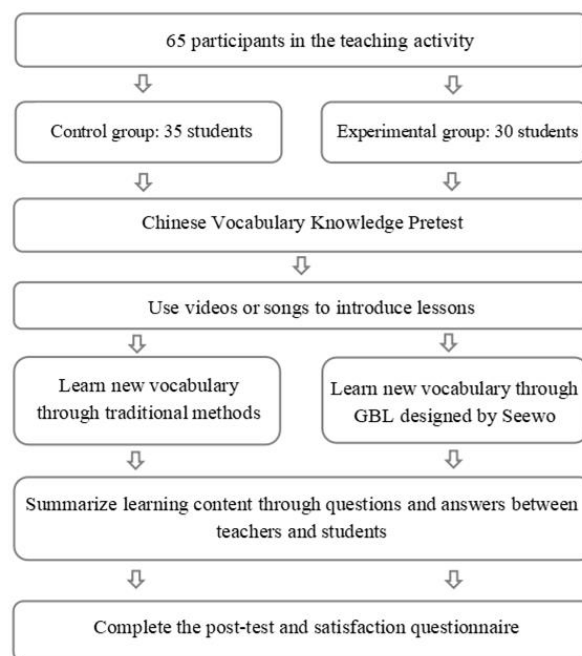 65 participants in the teaching activity
Control group: 35 students
Experimental group: 30 students
Chinese Vocabulary Knowledge Pretest
Use videos or songs to introduce lessons
Learn new vocabulary
through traditional methods
Learn new vocabulary through
GBL designed by Seewo
Summarize learning content through questions and answers between
teachers and students
Complete the post-test and satisfaction questionnaire